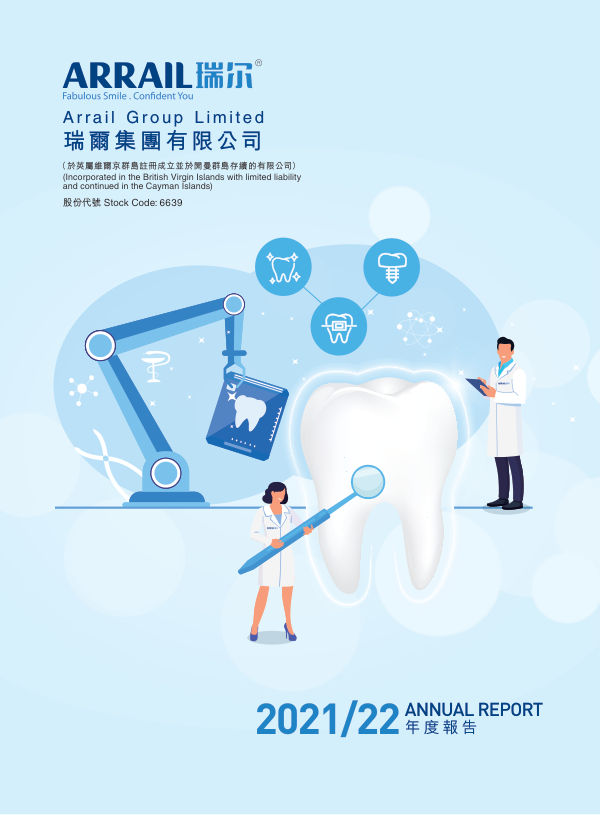 ARRAIL瑞尔®
Fabulous Smile . Confident You
Arrail Group Limited
瑞爾集團有限公司
(於英屬維爾京群島註冊成立並於開曼群島存續的有限公司)
(Incorporated in the British Virgin Islands with limited liability
and continued in the Cayman Islands)
股份代號 Stock Code: 6639
2021/22 ANNUAL REPORT
年度報告